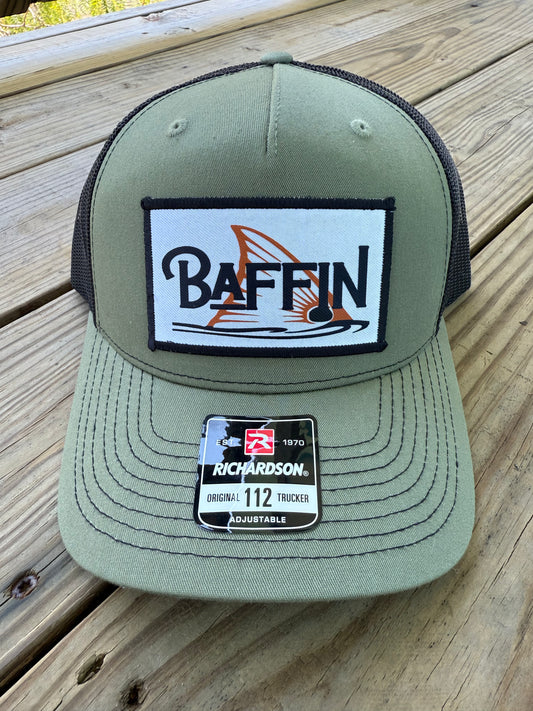 BAFFIN
EST. R 1970
RICHARDSON®
ORIGINAL 112 TRUCKER
ADJUSTABLE